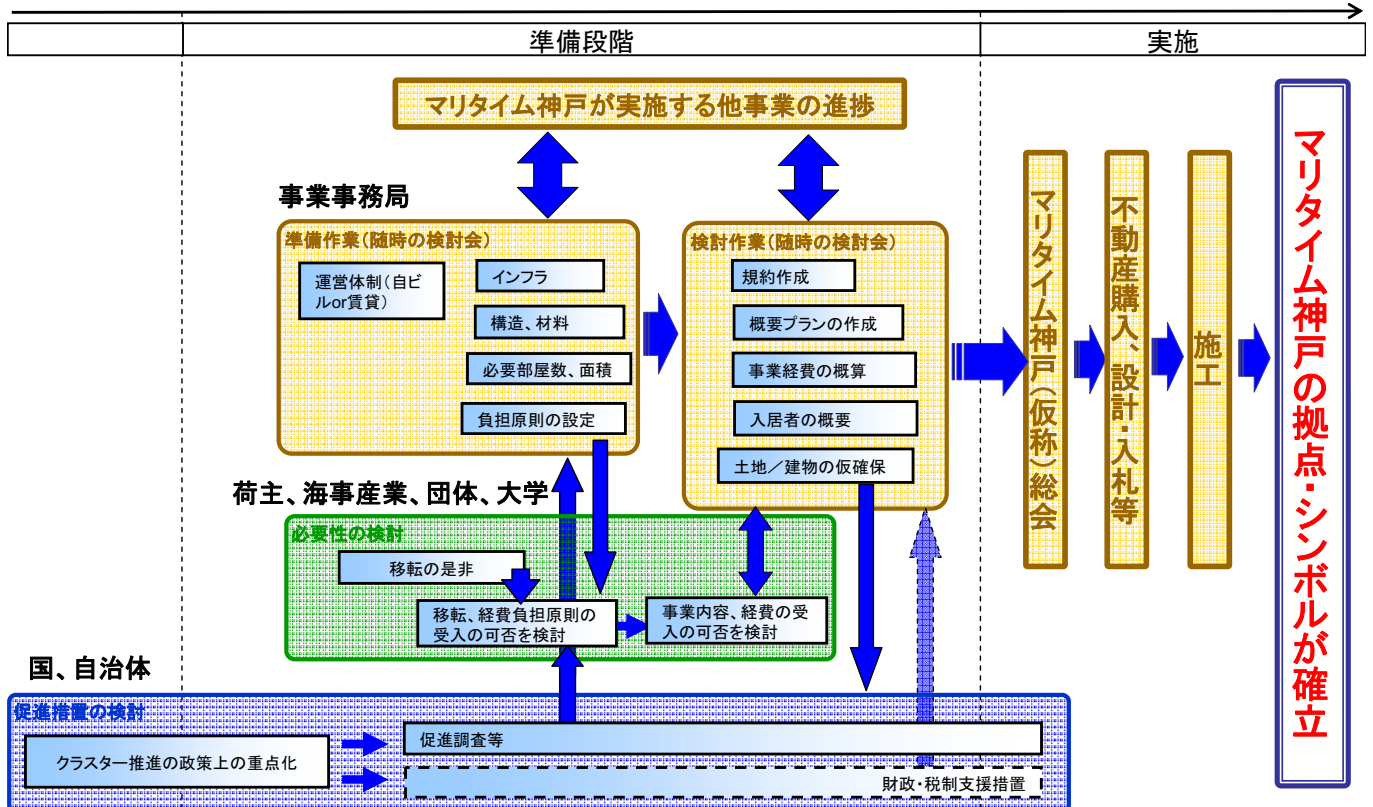 準備段階
実施
マリタイム神戸が実施する他事業の進捗
事業事務局
準備作業(随時の検討会)
運営体制(自ビ
ルor賃貸)
インフラ
構造、材料
必要部屋数、面積
負担原則の設定
検討作業(随時の検討会)
規約作成
概要プランの作成
事業経費の概算
入居者の概要
土地/建物の仮確保
マリタイム神戸(仮称)総会
不動産購入、設計・入札等
施工
マリタイム神戸の拠点・シンボルが確立
荷主、海事産業、団体、大学
必要性の検討
移転の是非
移転、経費負担原則の
受入の可否を検討
事業内容、経費の受
入の可否を検討
国、自治体
促進措置の検討
クラスター推進の政策上の重点化
促進調査等
財政・税制支援措置